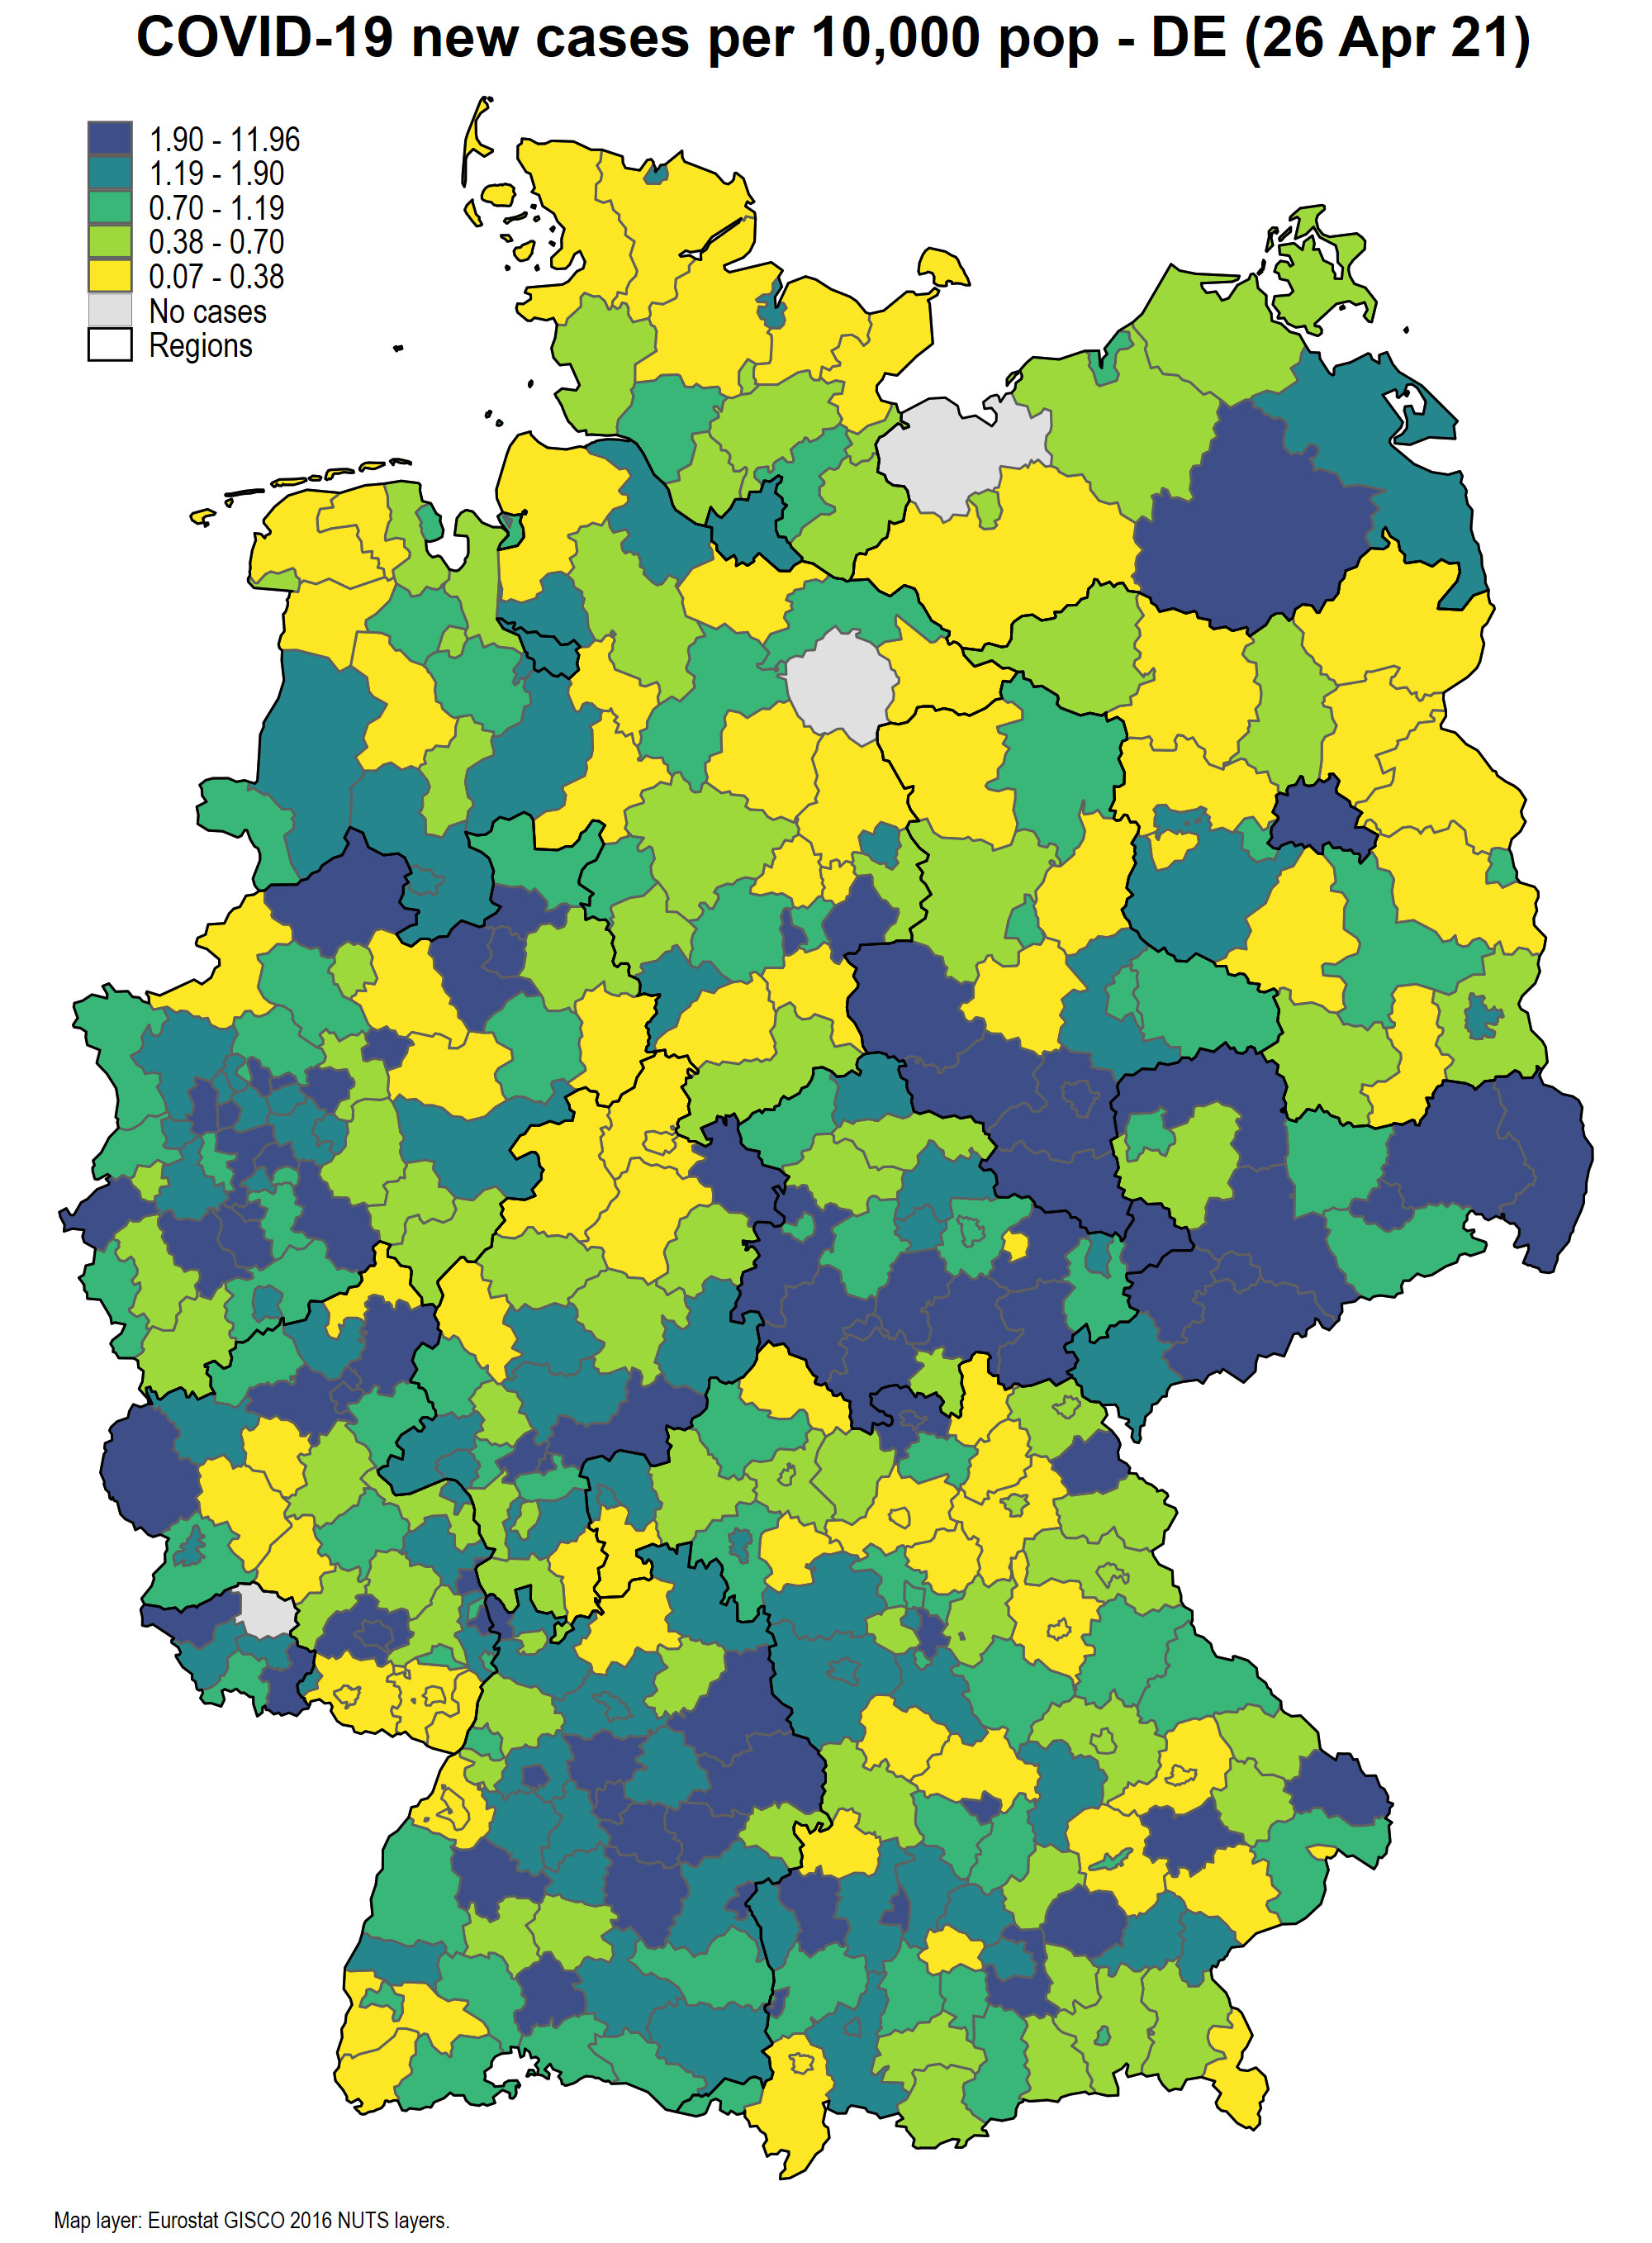 COVID-19 new cases per 10,000 pop - DE (26 Apr 21)
1.90 - 11.96
1.19 - 1.90
0.70 - 1.19
0.38 - 0.70
0.07 - 0.38
No cases
Regions
Map layer: Eurostat GISCO 2016 NUTS layers.